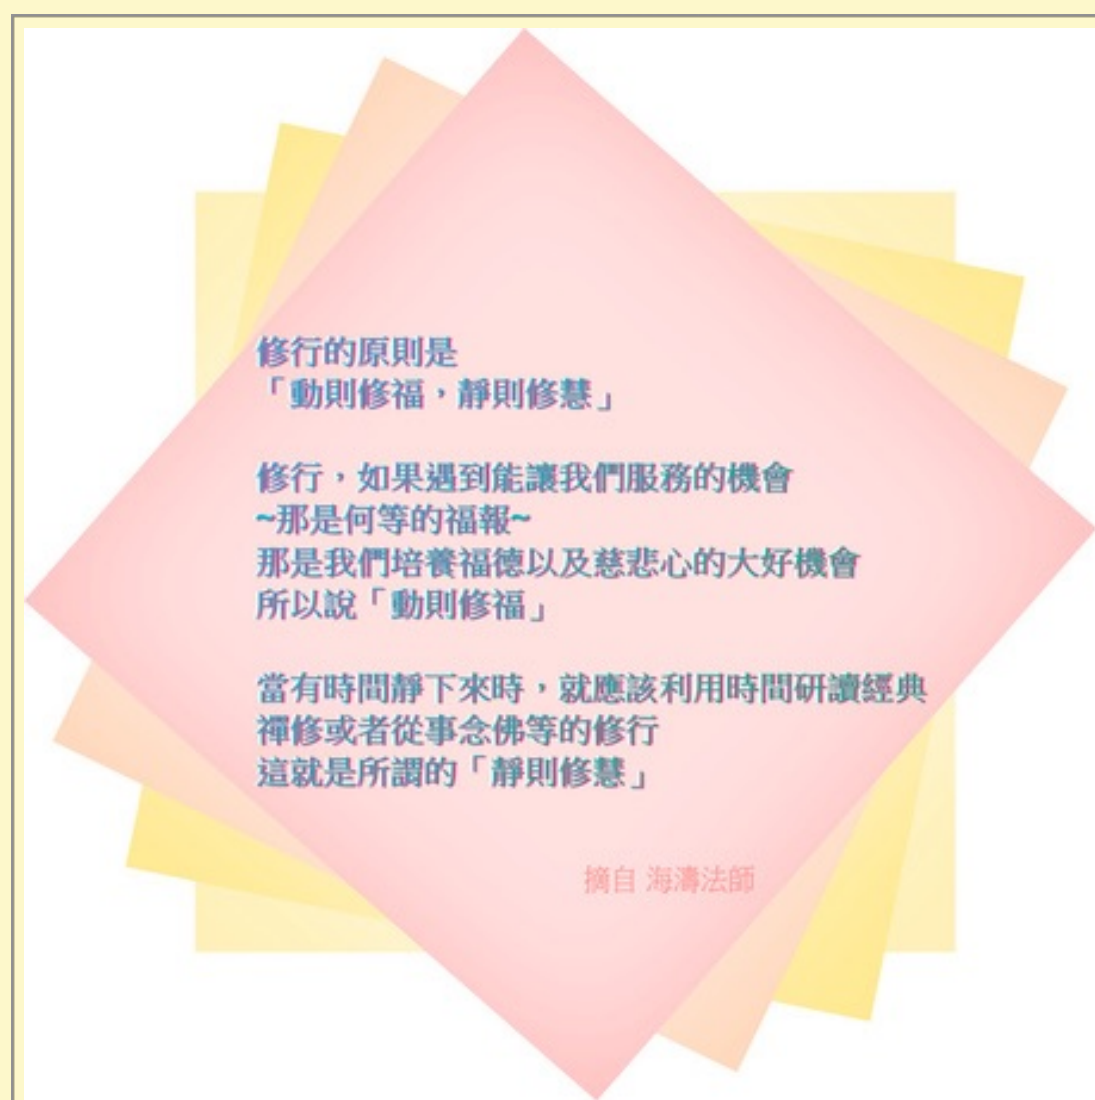 修行的原則是
「動則修福，靜則修慧」
修行，如果遇到能讓我們服務的機會
~那是何等的福報~
那是我們培養福德以及慈悲心的大好機會
所以說「動則修福」
當有時間靜下來時，就應該利用時間研讀經典
禪修或者從事念佛等的修行
這就是所謂的「靜則修慧」
摘自 海濤法師